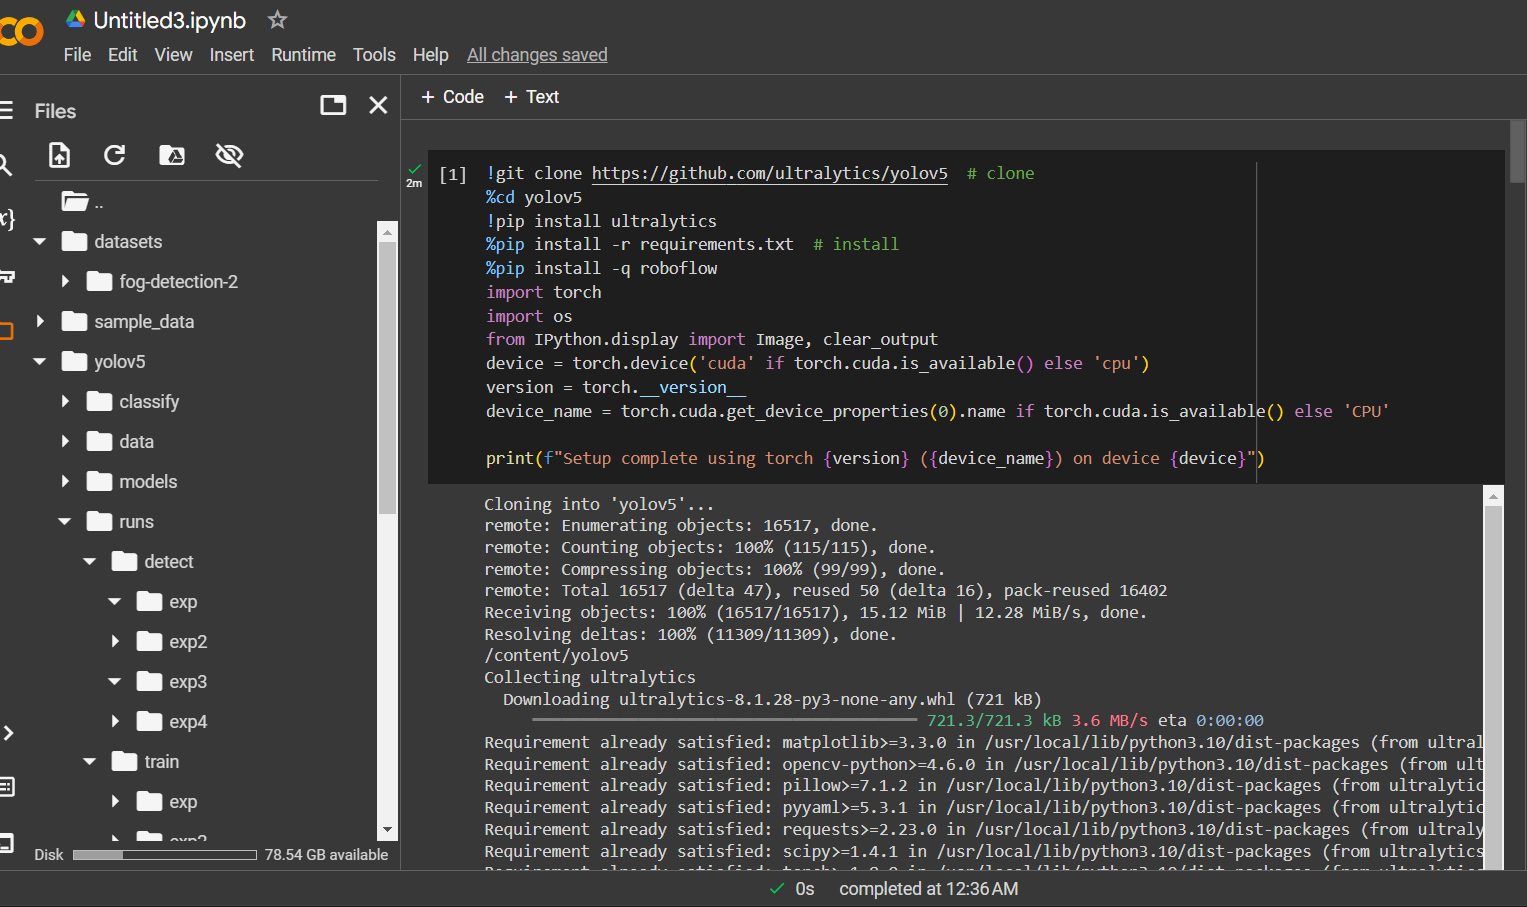 Untitled3.ipynb
File Edit View Insert Runtime Tools Help All changes saved
Files
+ Code + Text
..
datasets
fog-detection-2
sample_data
yolov5
classify
data
models
runs
detect
exp
exp2
exp3
exp4
train
exp
Disk 78.54 GB available
2m
[1] !git clone https://github.com/ultralytics/yolov5  # clone
%cd yolov5
!pip install ultralytics
%pip install -r requirements.txt  # install
%pip install -q roboflow
import torch
import os
from IPython.display import Image, clear_output
device = torch.device('cuda' if torch.cuda.is_available() else 'cpu')
version = torch.__version__
device_name = torch.cuda.get_device_properties(0).name if torch.cuda.is_available() else 'CPU'
print(f"Setup complete using torch {version} ({device_name}) on device {device}")
Cloning into 'yolov5'...
remote: Enumerating objects: 16517, done.
remote: Counting objects: 100% (115/115), done.
remote: Compressing objects: 100% (99/99), done.
remote: Total 16517 (delta 47), reused 50 (delta 16), pack-reused 16402
Receiving objects: 100% (16517/16517), 15.12 MiB | 12.28 MiB/s, done.
Resolving deltas: 100% (11309/11309), done.
/content/yolov5
Collecting ultralytics
Downloading ultralytics-8.1.28-py3-none-any.whl (721 kB)
721.3/721.3 kB 3.6 MB/s eta 0:00:00
Requirement already satisfied: matplotlib>=3.3.0 in /usr/local/lib/python3.10/dist-packages (from ultral
Requirement already satisfied: opencv-python>=4.6.0 in /usr/local/lib/python3.10/dist-packages (from ult
Requirement already satisfied: pillow>=7.1.2 in /usr/local/lib/python3.10/dist-packages (from ultralytic
Requirement already satisfied: pyyaml>=5.3.1 in /usr/local/lib/python3.10/dist-packages (from ultralytic
Requirement already satisfied: requests>=2.23.0 in /usr/local/lib/python3.10/dist-packages (from ultraly
Requirement already satisfied: scipy>=1.4.1 in /usr/local/lib/python3.10/dist-packages (from ultralytics
0s completed at 12:36 AM